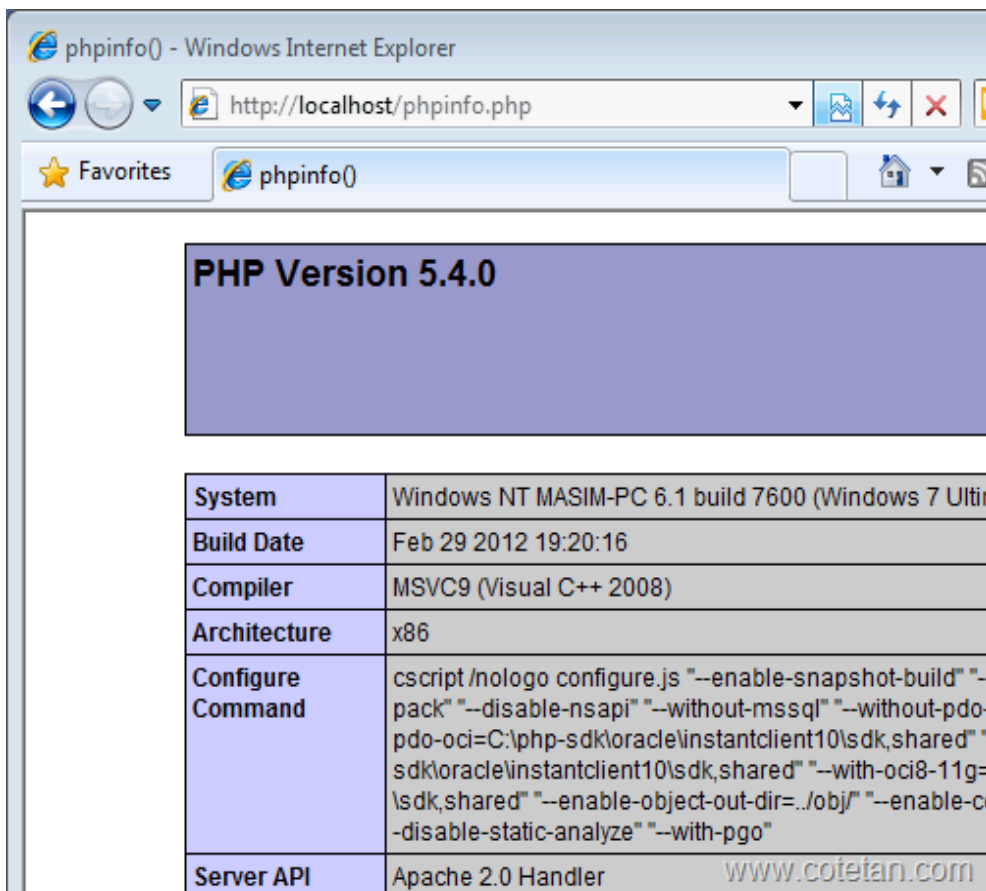 phpinfo() - Windows Internet Explorer
http://localhost/phpinfo.php
Favorites
phpinfo()
PHP Version 5.4.0
System
Windows NT MASIM-PC 6.1 build 7600 (Windows 7 Ulti
Build Date
Feb 29 2012 19:20:16
Compiler
MSVC9 (Visual C++ 2008)
Architecture
x86
Configure
Command
cscript /nologo configure.js "--enable-snapshot-build" "-
pack" "--disable-nsapi" "--without-mssql" "--without-pdo-
pdo-oci=C:\php-sdk\oracle\instantclient10\sdk,shared" "
sdk\oracle\instantclient10\sdk,shared" "--with-oci8-11g=
\sdk,shared" "--enable-object-out-dir=../obj/" "--enable-c
-disable-static-analyze" "--with-pgo"
Server API
Apache 2.0 Handler
www.cotetan.com